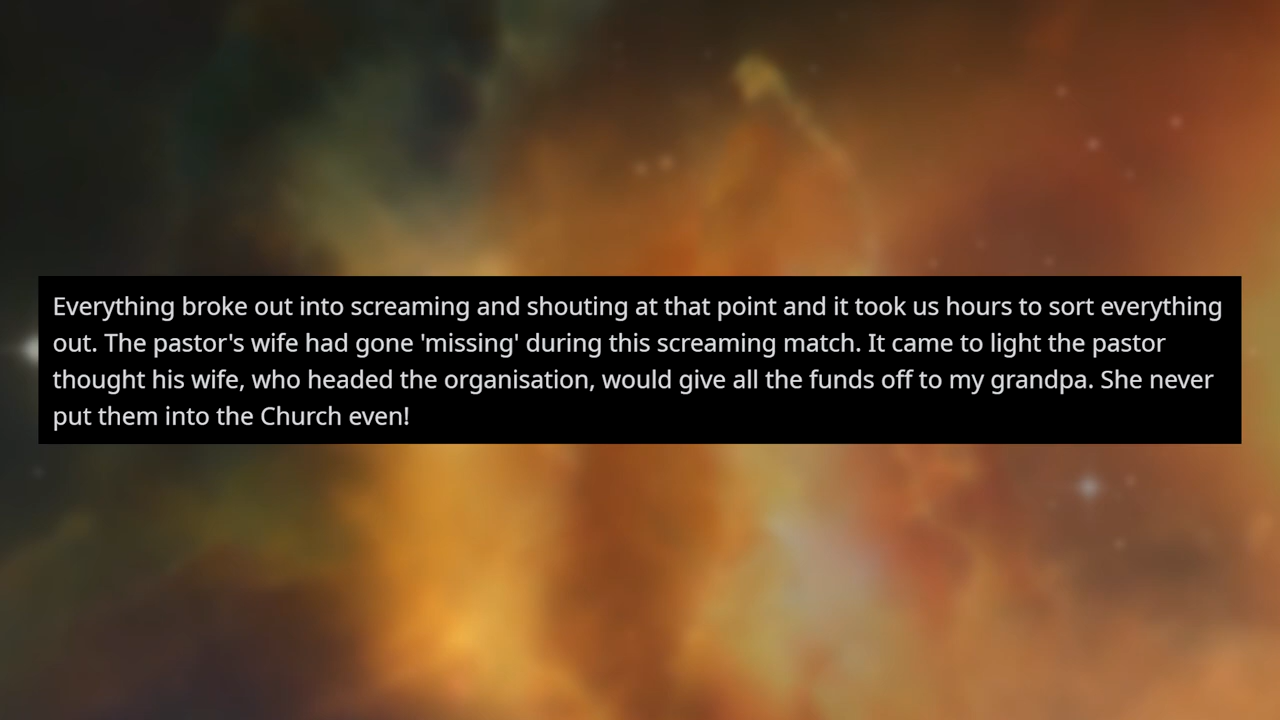 Everything broke out into screaming and shouting at that point and it took us hours to sort everything
out. The pastor's wife had gone 'missing' during this screaming match. It came to light the pastor
thought his wife, who headed the organisation, would give all the funds off to my grandpa. She never
put them into the Church even!